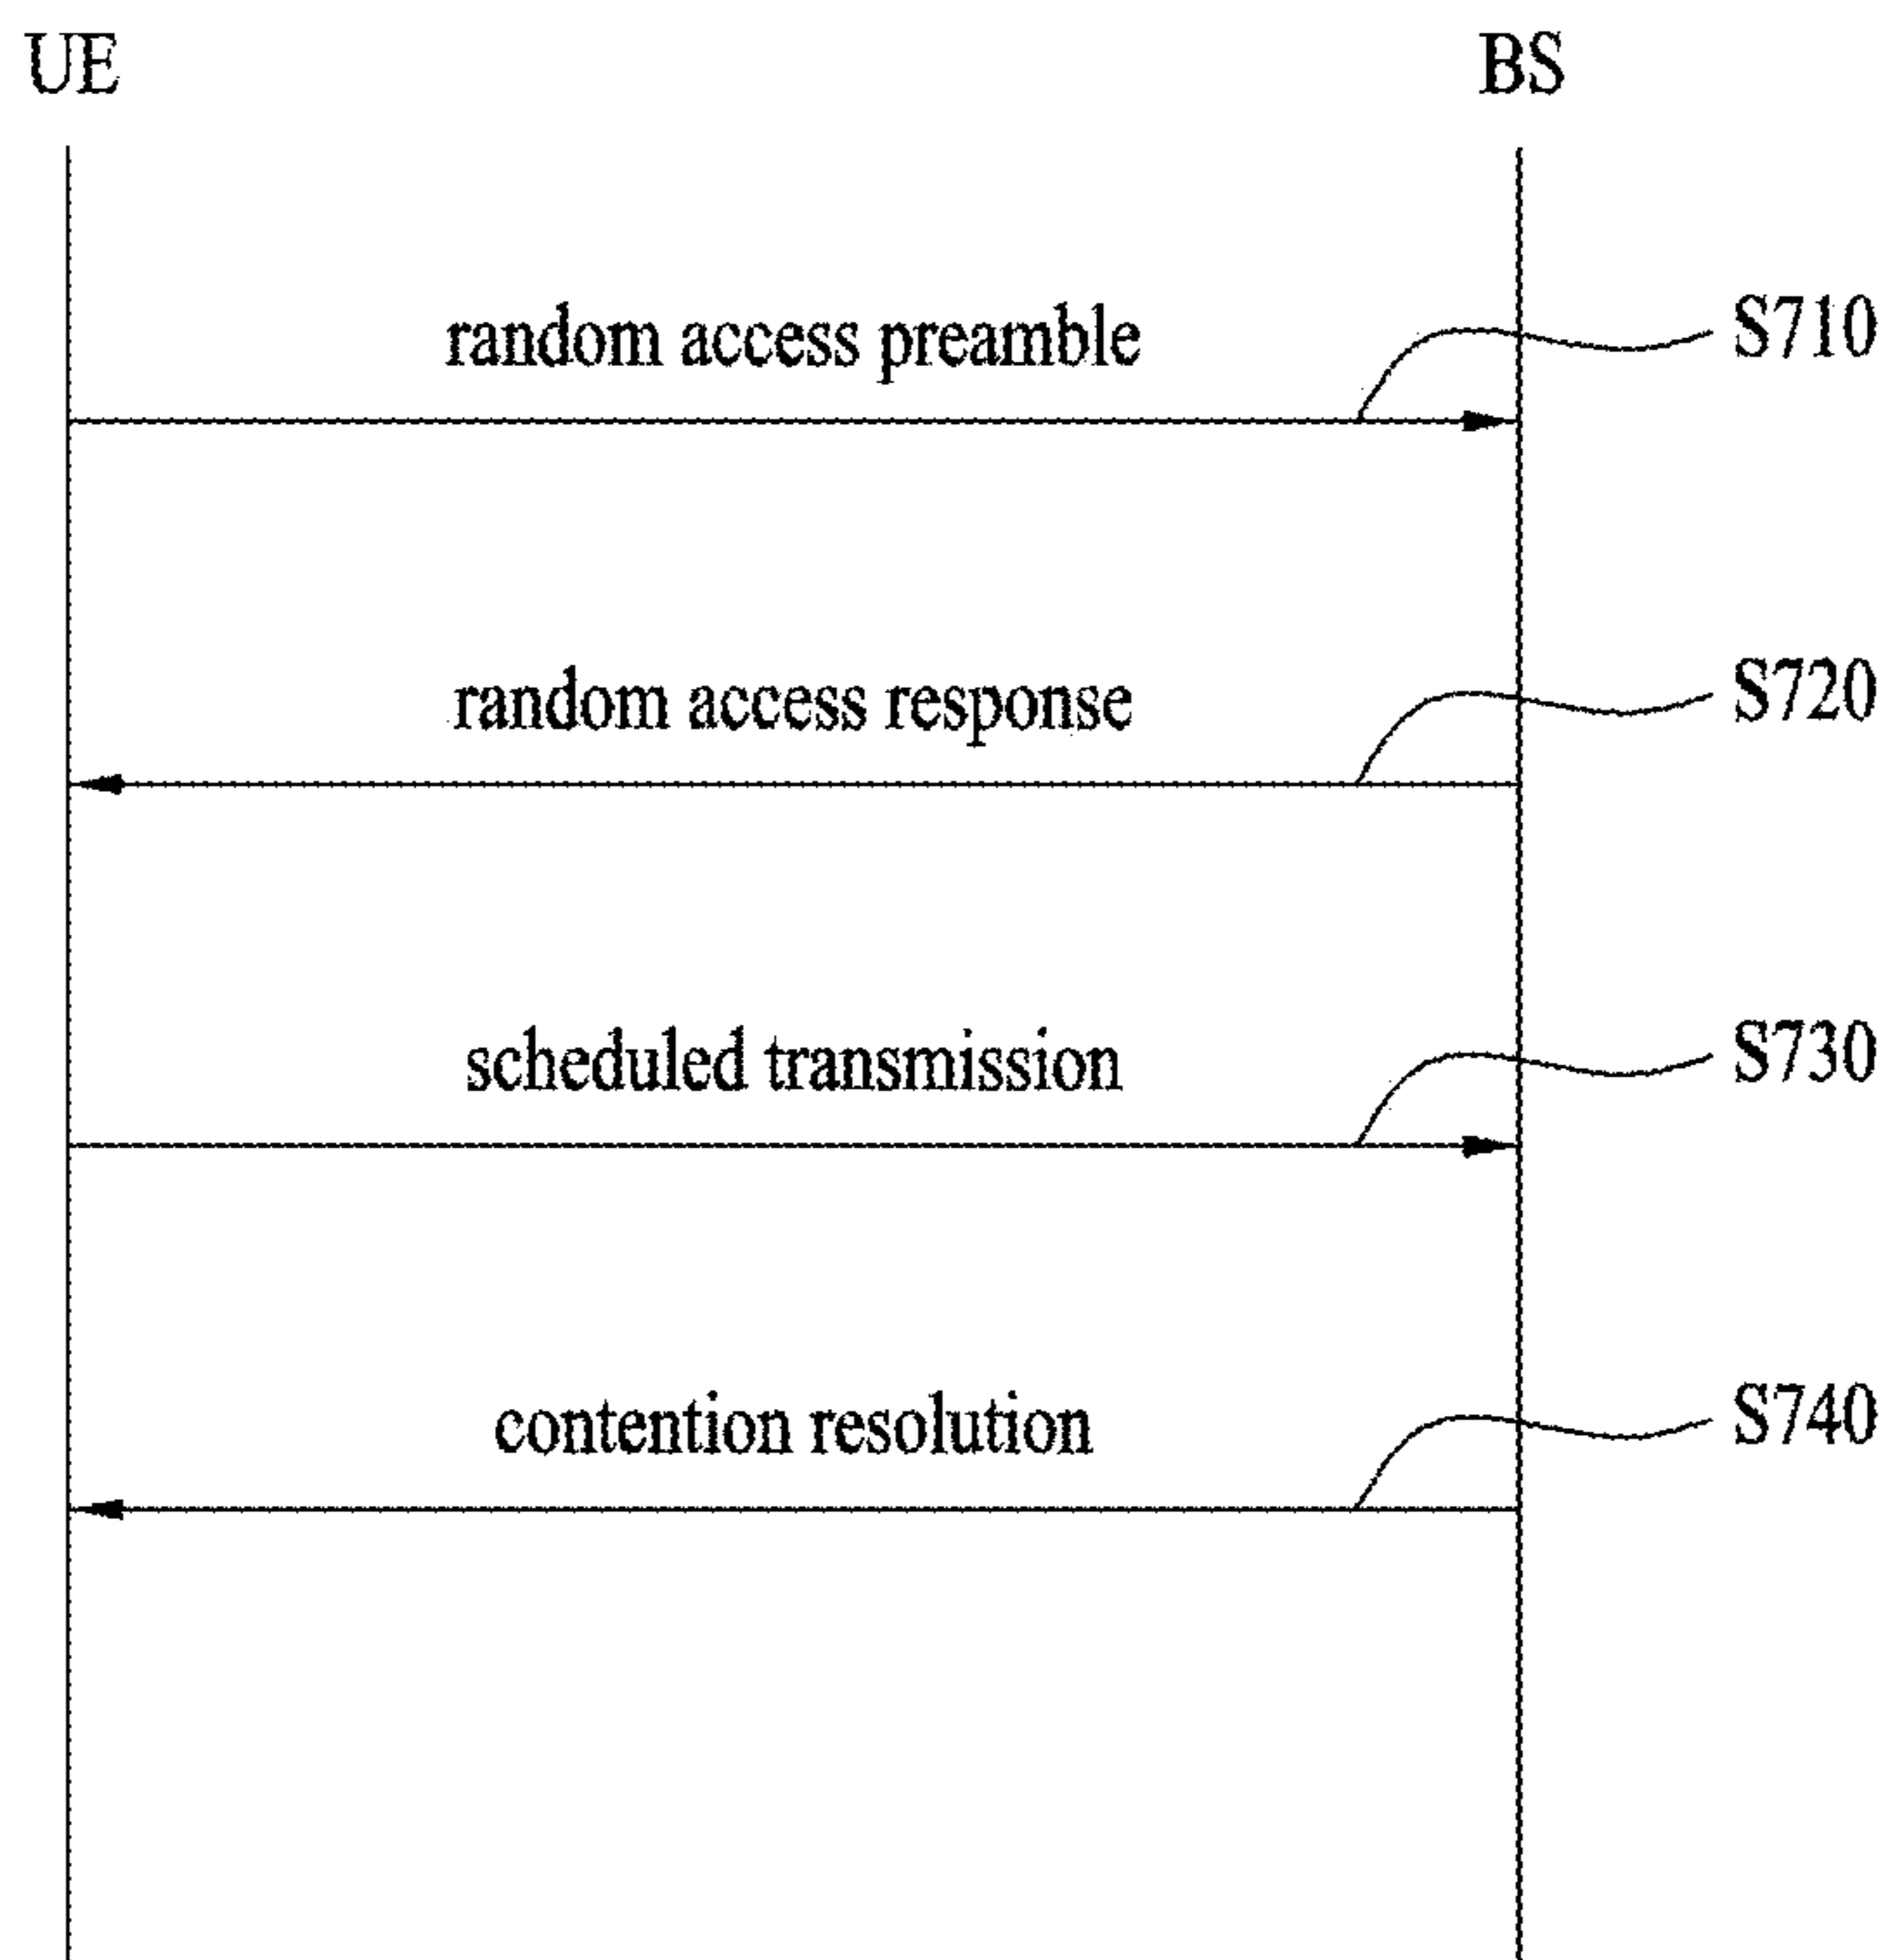 UE BS
random access preamble S710
random access response S720
scheduled transmission S730
contention resolution S740